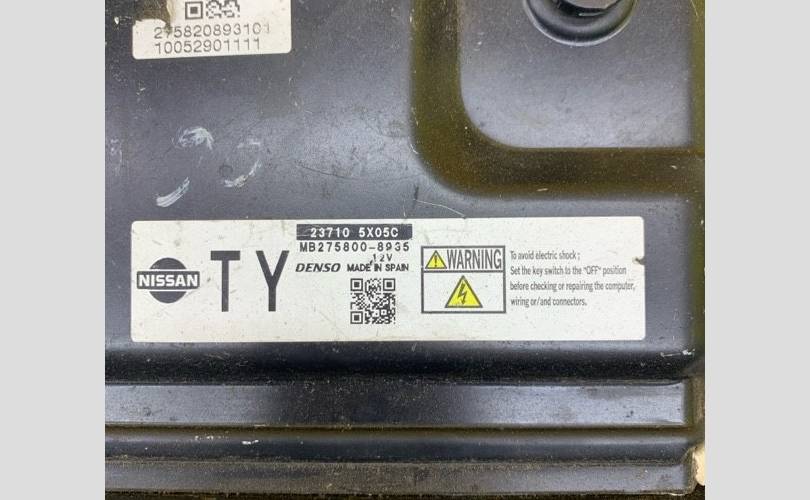 275820893101
10052901111
23710 5X05C
MB275800-8935
12V
NISSAN
TY
DENSO MADE IN SPAIN
WARNING
To avoid electric shock ;
Set the key switch to the "OFF" position
before checking or repairing the computer,
wiring or/and connectors.